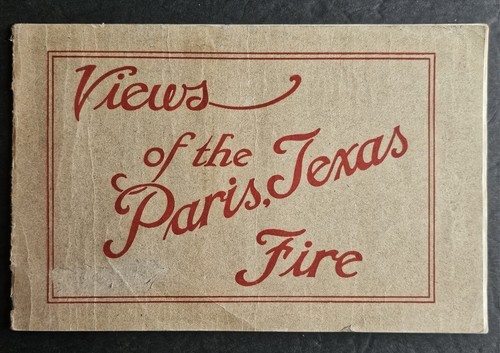 Views
of the
Paris, Texas
Fire